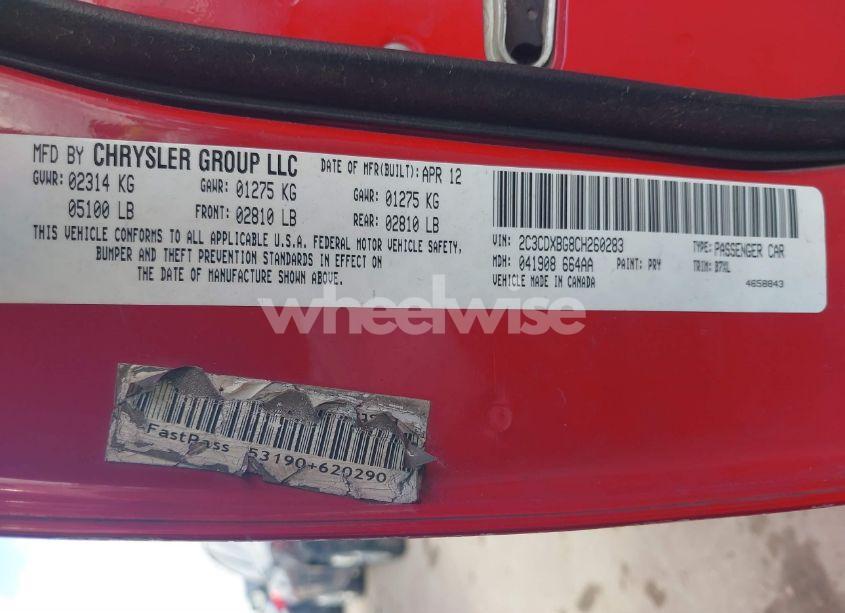 MFD BY CHRYSLER GROUP LLC DATE OF MFR(BUILT): APR 12
GVWR: 02314 KG GAWR: 01275 KG GAWR: 01275 KG
05100 LB FRONT: 02810 LB REAR: 02810 LB
THIS VEHICLE CONFORMS TO ALL APPLICABLE U.S.A. FEDERAL MOTOR VEHICLE SAFETY,
BUMPER AND THEFT PREVENTION STANDARDS IN EFFECT ON
THE DATE OF MANUFACTURE SHOWN ABOVE.
VIN: 2C3CDXBG8CH260283 TYPE: PASSENGER CAR
MDH: 041908 664AA PAINT: PRY TRIM: B7XL
VEHICLE MADE IN CANADA 4658843
wheelwise
FastPass 53190+620290